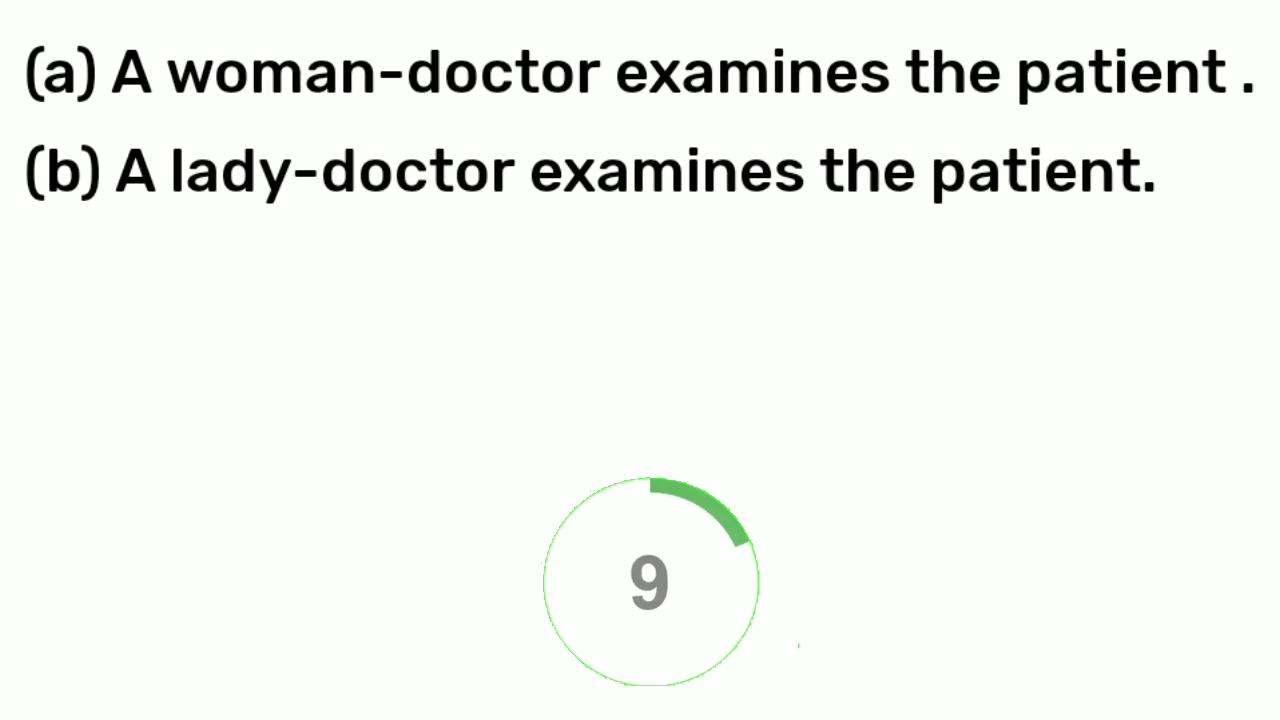 (a) A woman-doctor examines the patient .
(b) A lady-doctor examines the patient.
9